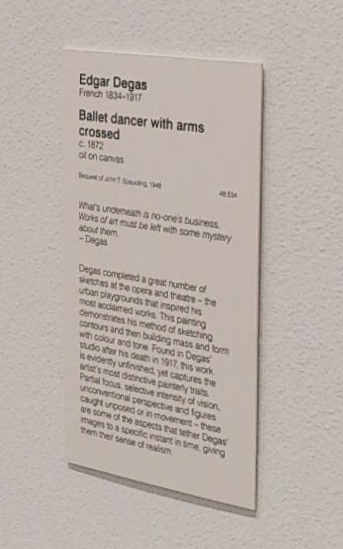 Edgar Degas
French 1834–1917
Ballet dancer with arms
crossed
c. 1872
oil on canvas
Bequest of John T. Spaulding, 1948
48.534
What's underneath is no-one's business.
Works of art must be left with some mystery
about them.
– Degas
Degas completed a great number of
sketches at the opera and theatre – the
urban playgrounds that inspired his
most acclaimed works. This painting
demonstrates his method of sketching
contours and then building mass and form
with colour and tone. Found in Degas'
studio after his death in 1917, this work
is evidently unfinished, yet captures the
artist's most distinctive painterly traits.
Partial focus, selective intensity of vision,
unconventional perspective and figures
caught unposed or in movement – these
are some of the aspects that tether Degas'
images to a specific instant in time, giving
them their sense of realism.